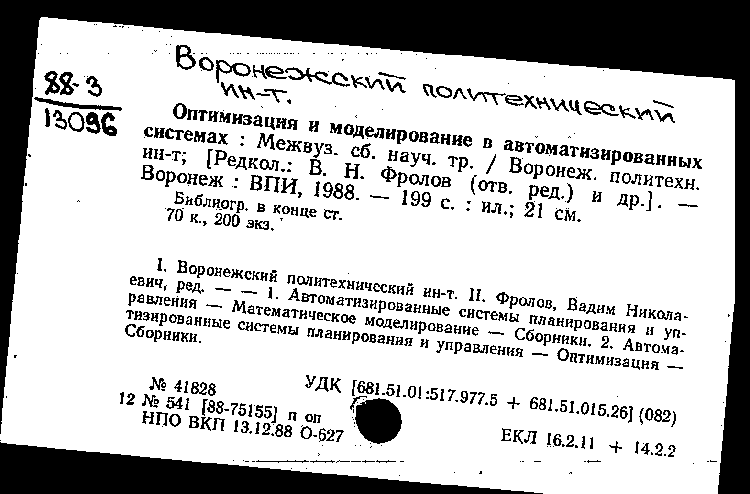 Воронежский политехнический
ин-т.
88-3
13096
Оптимизация и моделирование в автоматизированных
системах : Межвуз. сб. науч. тр. / Воронеж. политехн.
ин-т; [Редкол.: В. Н. Фролов (отв. ред.) и др.]. —
Воронеж : ВПИ, 1988. — 199 с. : ил.; 21 см.
Библиогр. в конце ст.
70 к., 200 экз.
I. Воронежский политехнический ин-т. II. Фролов, Вадим Никола-
евич, ред. — — 1. Автоматизированные системы планирования и уп-
равления — Математическое моделирование — Сборники. 2. Автома-
тизированные системы планирования и управления — Оптимизация —
Сборники.
УДК [681.51.01:517.977.5 + 681.51.015.26] (082)
№ 41828
12 № 541 [88-75155] п оп
НПО ВКП 13.12.88 О-627
ЕКЛ 16.2.11 + 14.2.2